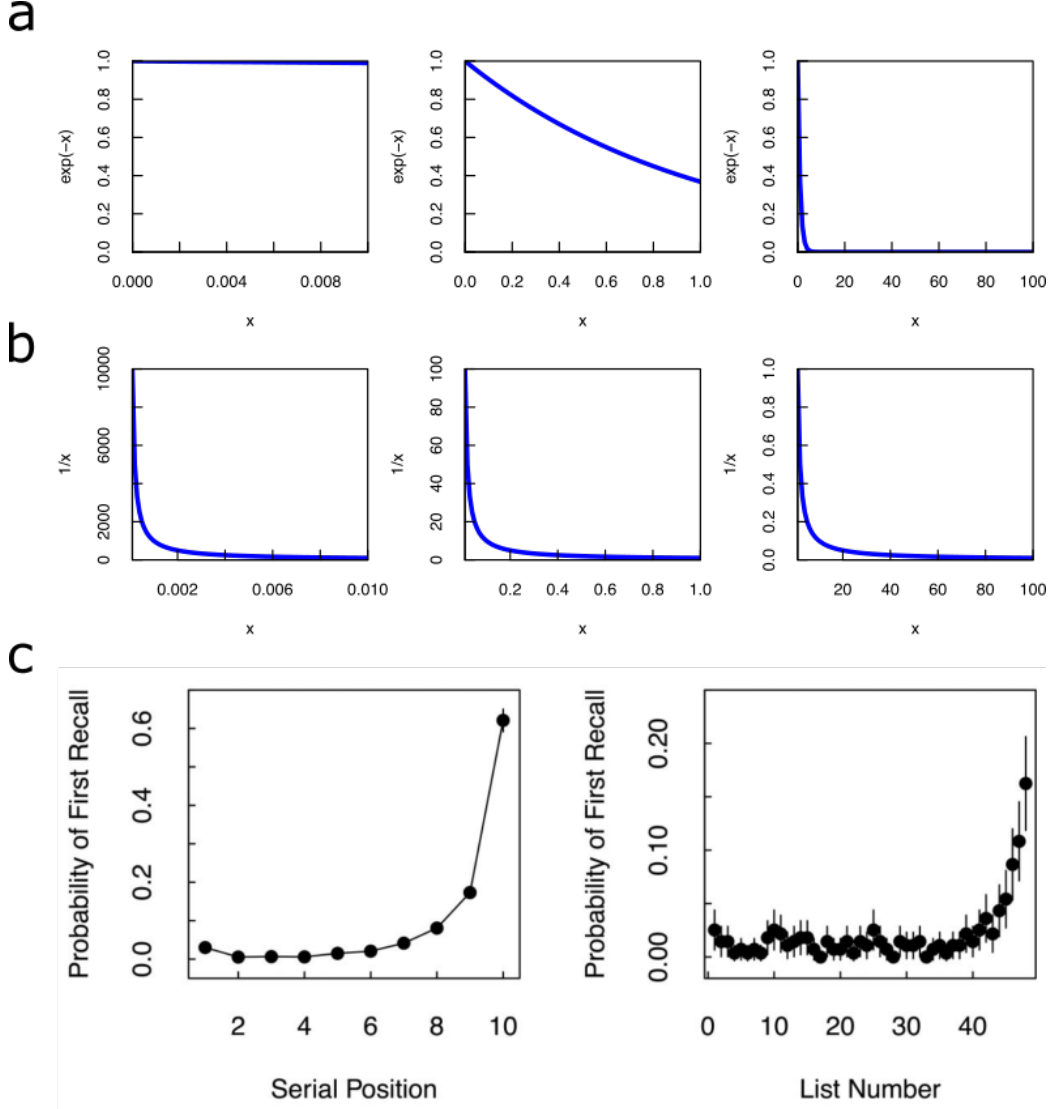 a
exp(−x)
0.0 0.2 0.4 0.6 0.8 1.0
0.000 0.004 0.008
x
exp(−x)
0.0 0.2 0.4 0.6 0.8 1.0
0.0 0.2 0.4 0.6 0.8 1.0
x
exp(−x)
0.0 0.2 0.4 0.6 0.8 1.0
0 20 40 60 80 100
x
b
1/x
0 2000 6000 10000
0.002 0.006 0.010
x
1/x
0 20 40 60 80 100
0.2 0.4 0.6 0.8 1.0
x
1/x
0.0 0.2 0.4 0.6 0.8 1.0
20 40 60 80 100
x
c
Probability of First Recall
0.0 0.2 0.4 0.6
2 4 6 8 10
Serial Position
Probability of First Recall
0.00 0.10 0.20
0 10 20 30 40
List Number